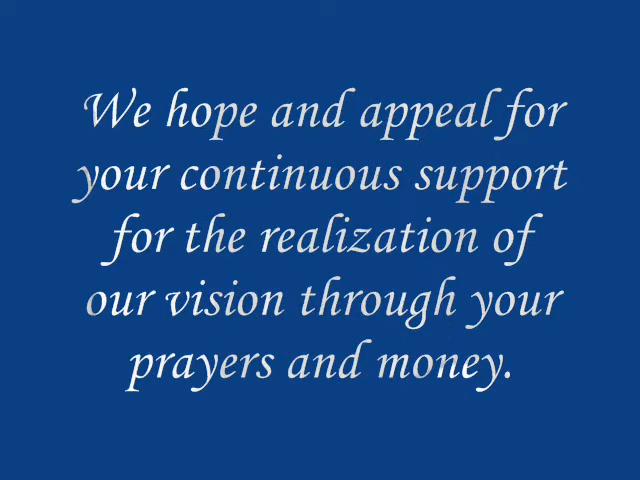 We hope and appeal for
your continuous support
for the realization of
our vision through your
prayers and money.